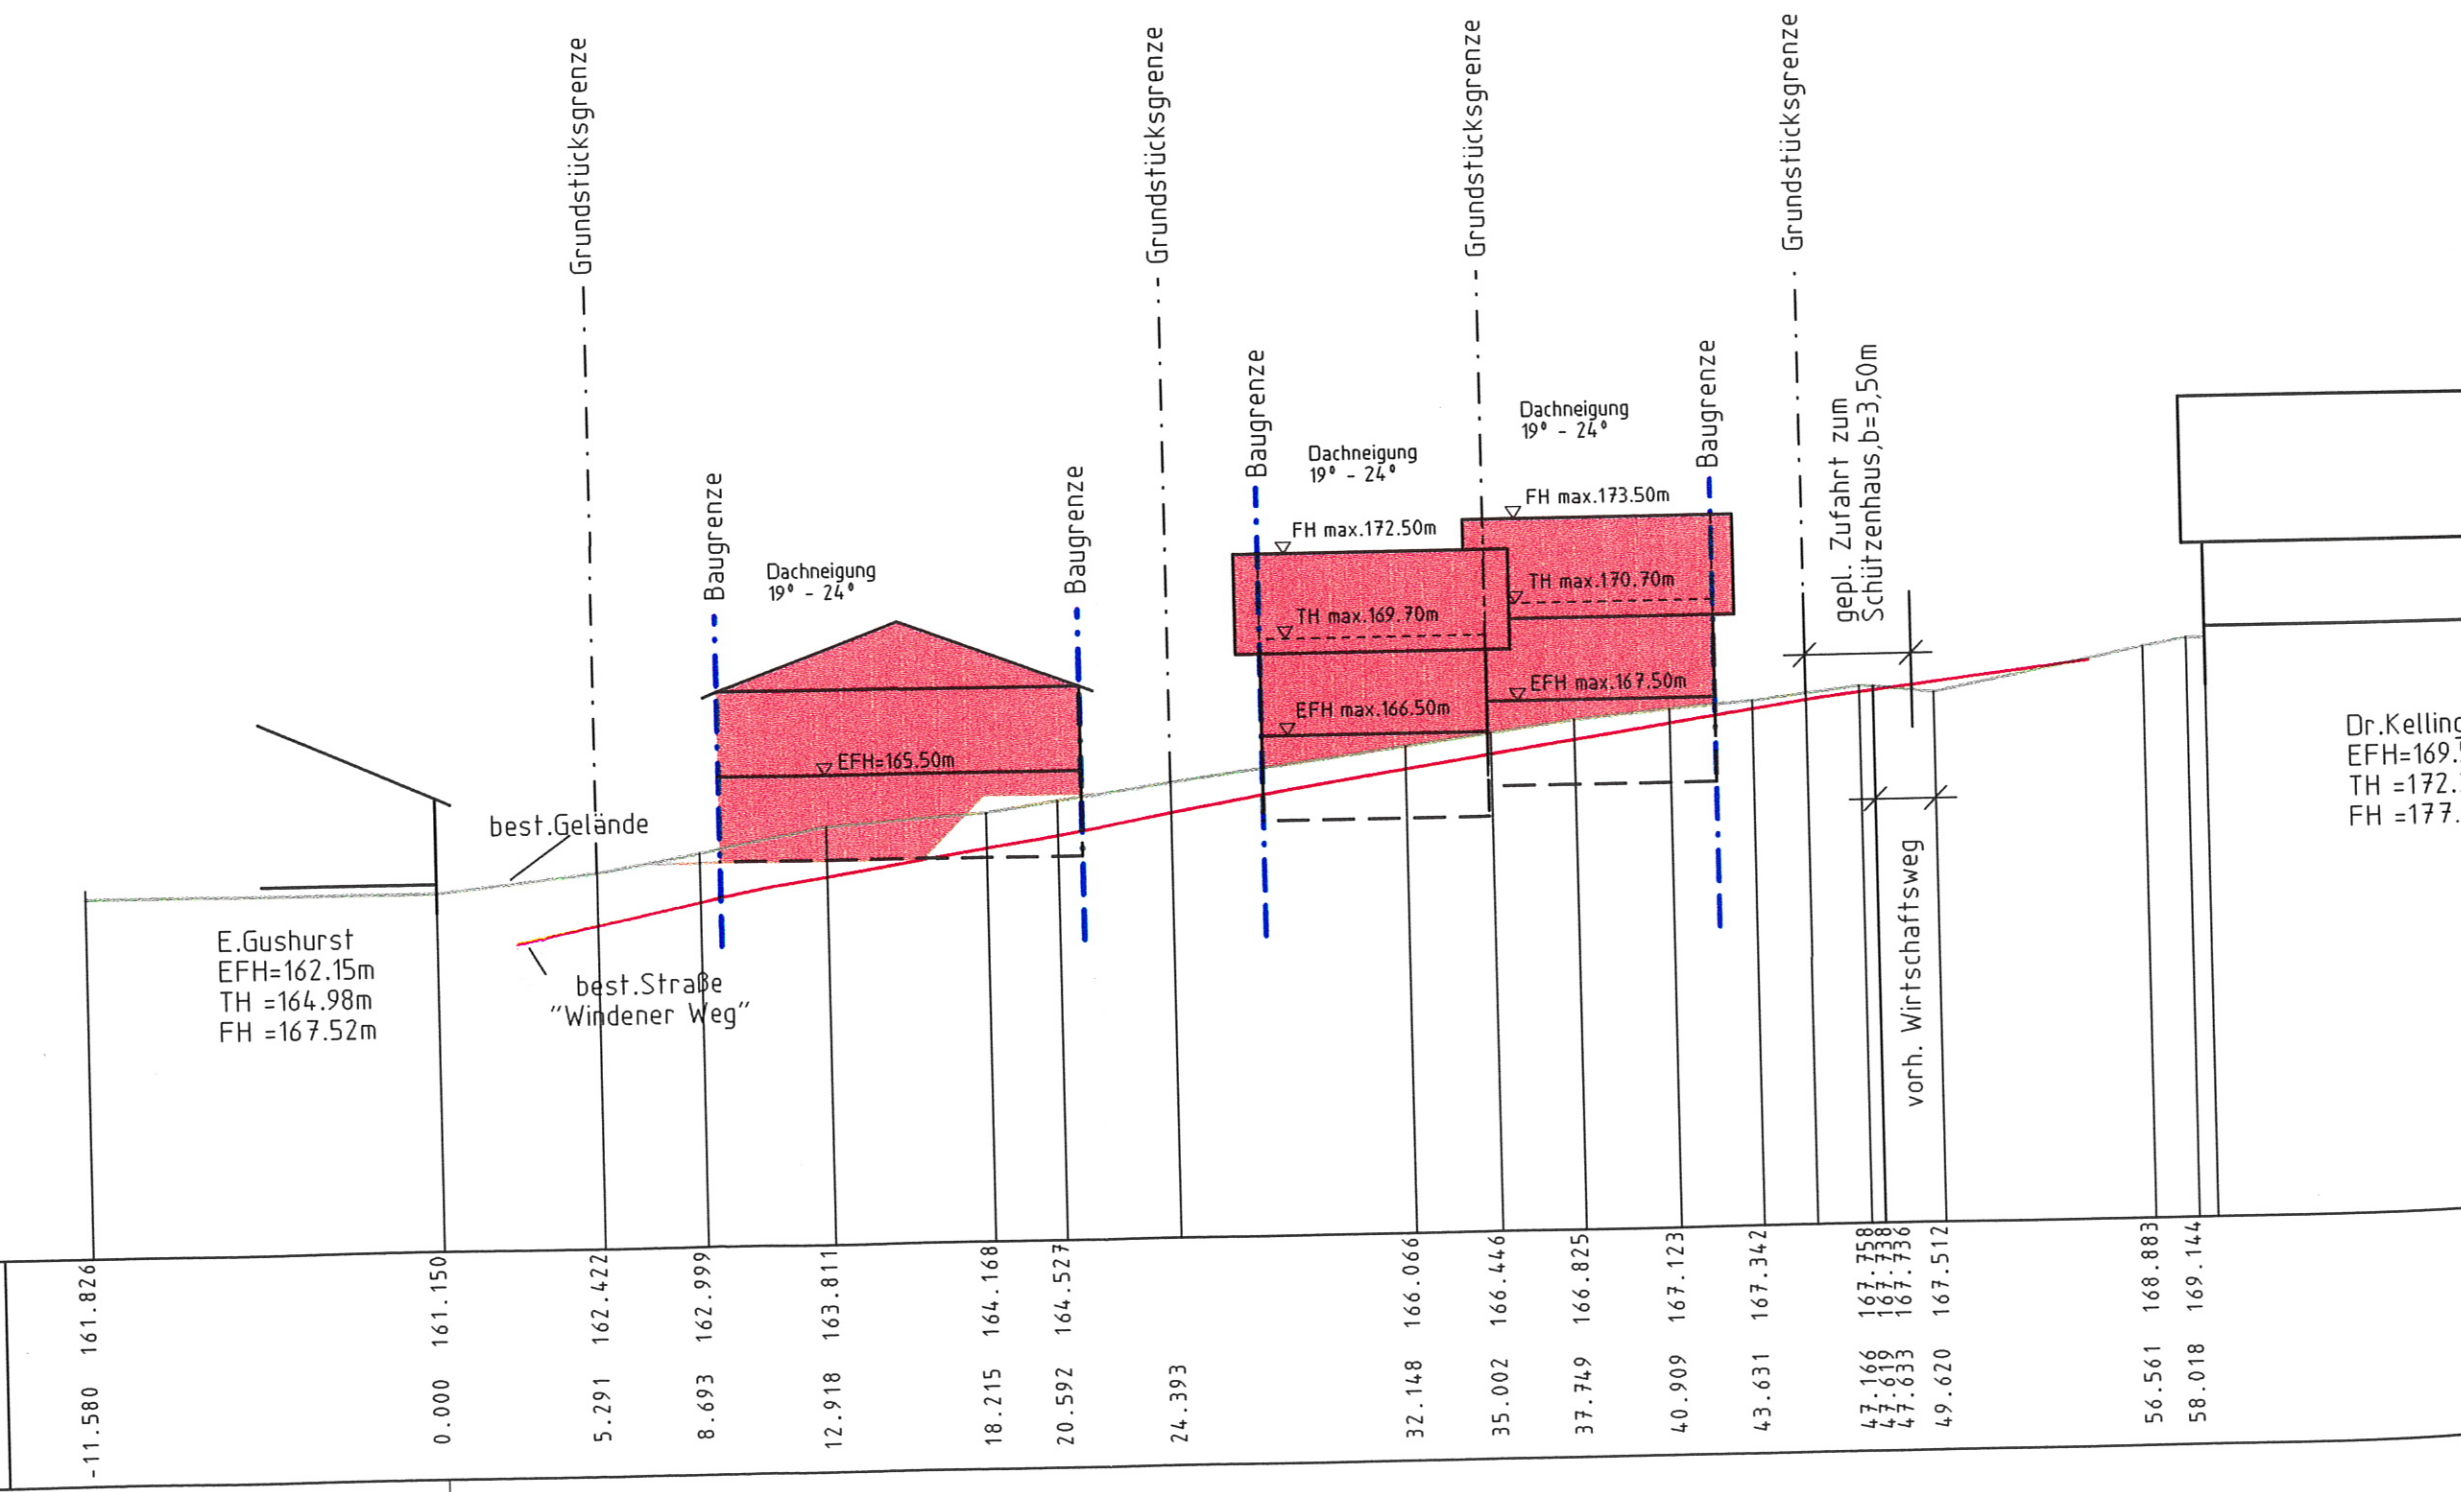 Grundstücksgrenze
Grundstücksgrenze
Grundstücksgrenze
Grundstücksgrenze
Baugrenze
Baugrenze
Baugrenze
Baugrenze
Dachneigung
19° - 24°
Dachneigung
19° - 24°
Dachneigung
19° - 24°
gepl. Zufahrt zum
Schützenhaus,b=3,50m
FH max.173.50m
FH max.172.50m
TH max.170.70m
TH max.169.70m
EFH max.167.50m
EFH max.166.50m
EFH=165.50m
best.Gelände
best.Straße
"Windener Weg"
E.Gushurst
EFH=162.15m
TH =164.98m
FH =167.52m
EFH=169.
TH =172.
FH =177.
vorh. Wirtschaftsweg
161.826
161.150
162.422
162.999
163.811
164.168
164.527
166.066
166.446
166.825
167.123
167.342
167.758
167.738
167.736
167.512
168.883
169.144
-11.580
0.000
5.291
8.693
12.918
18.215
20.592
24.393
32.148
35.002
37.749
40.909
43.631
47.166
47.619
47.633
49.620
56.561
58.018